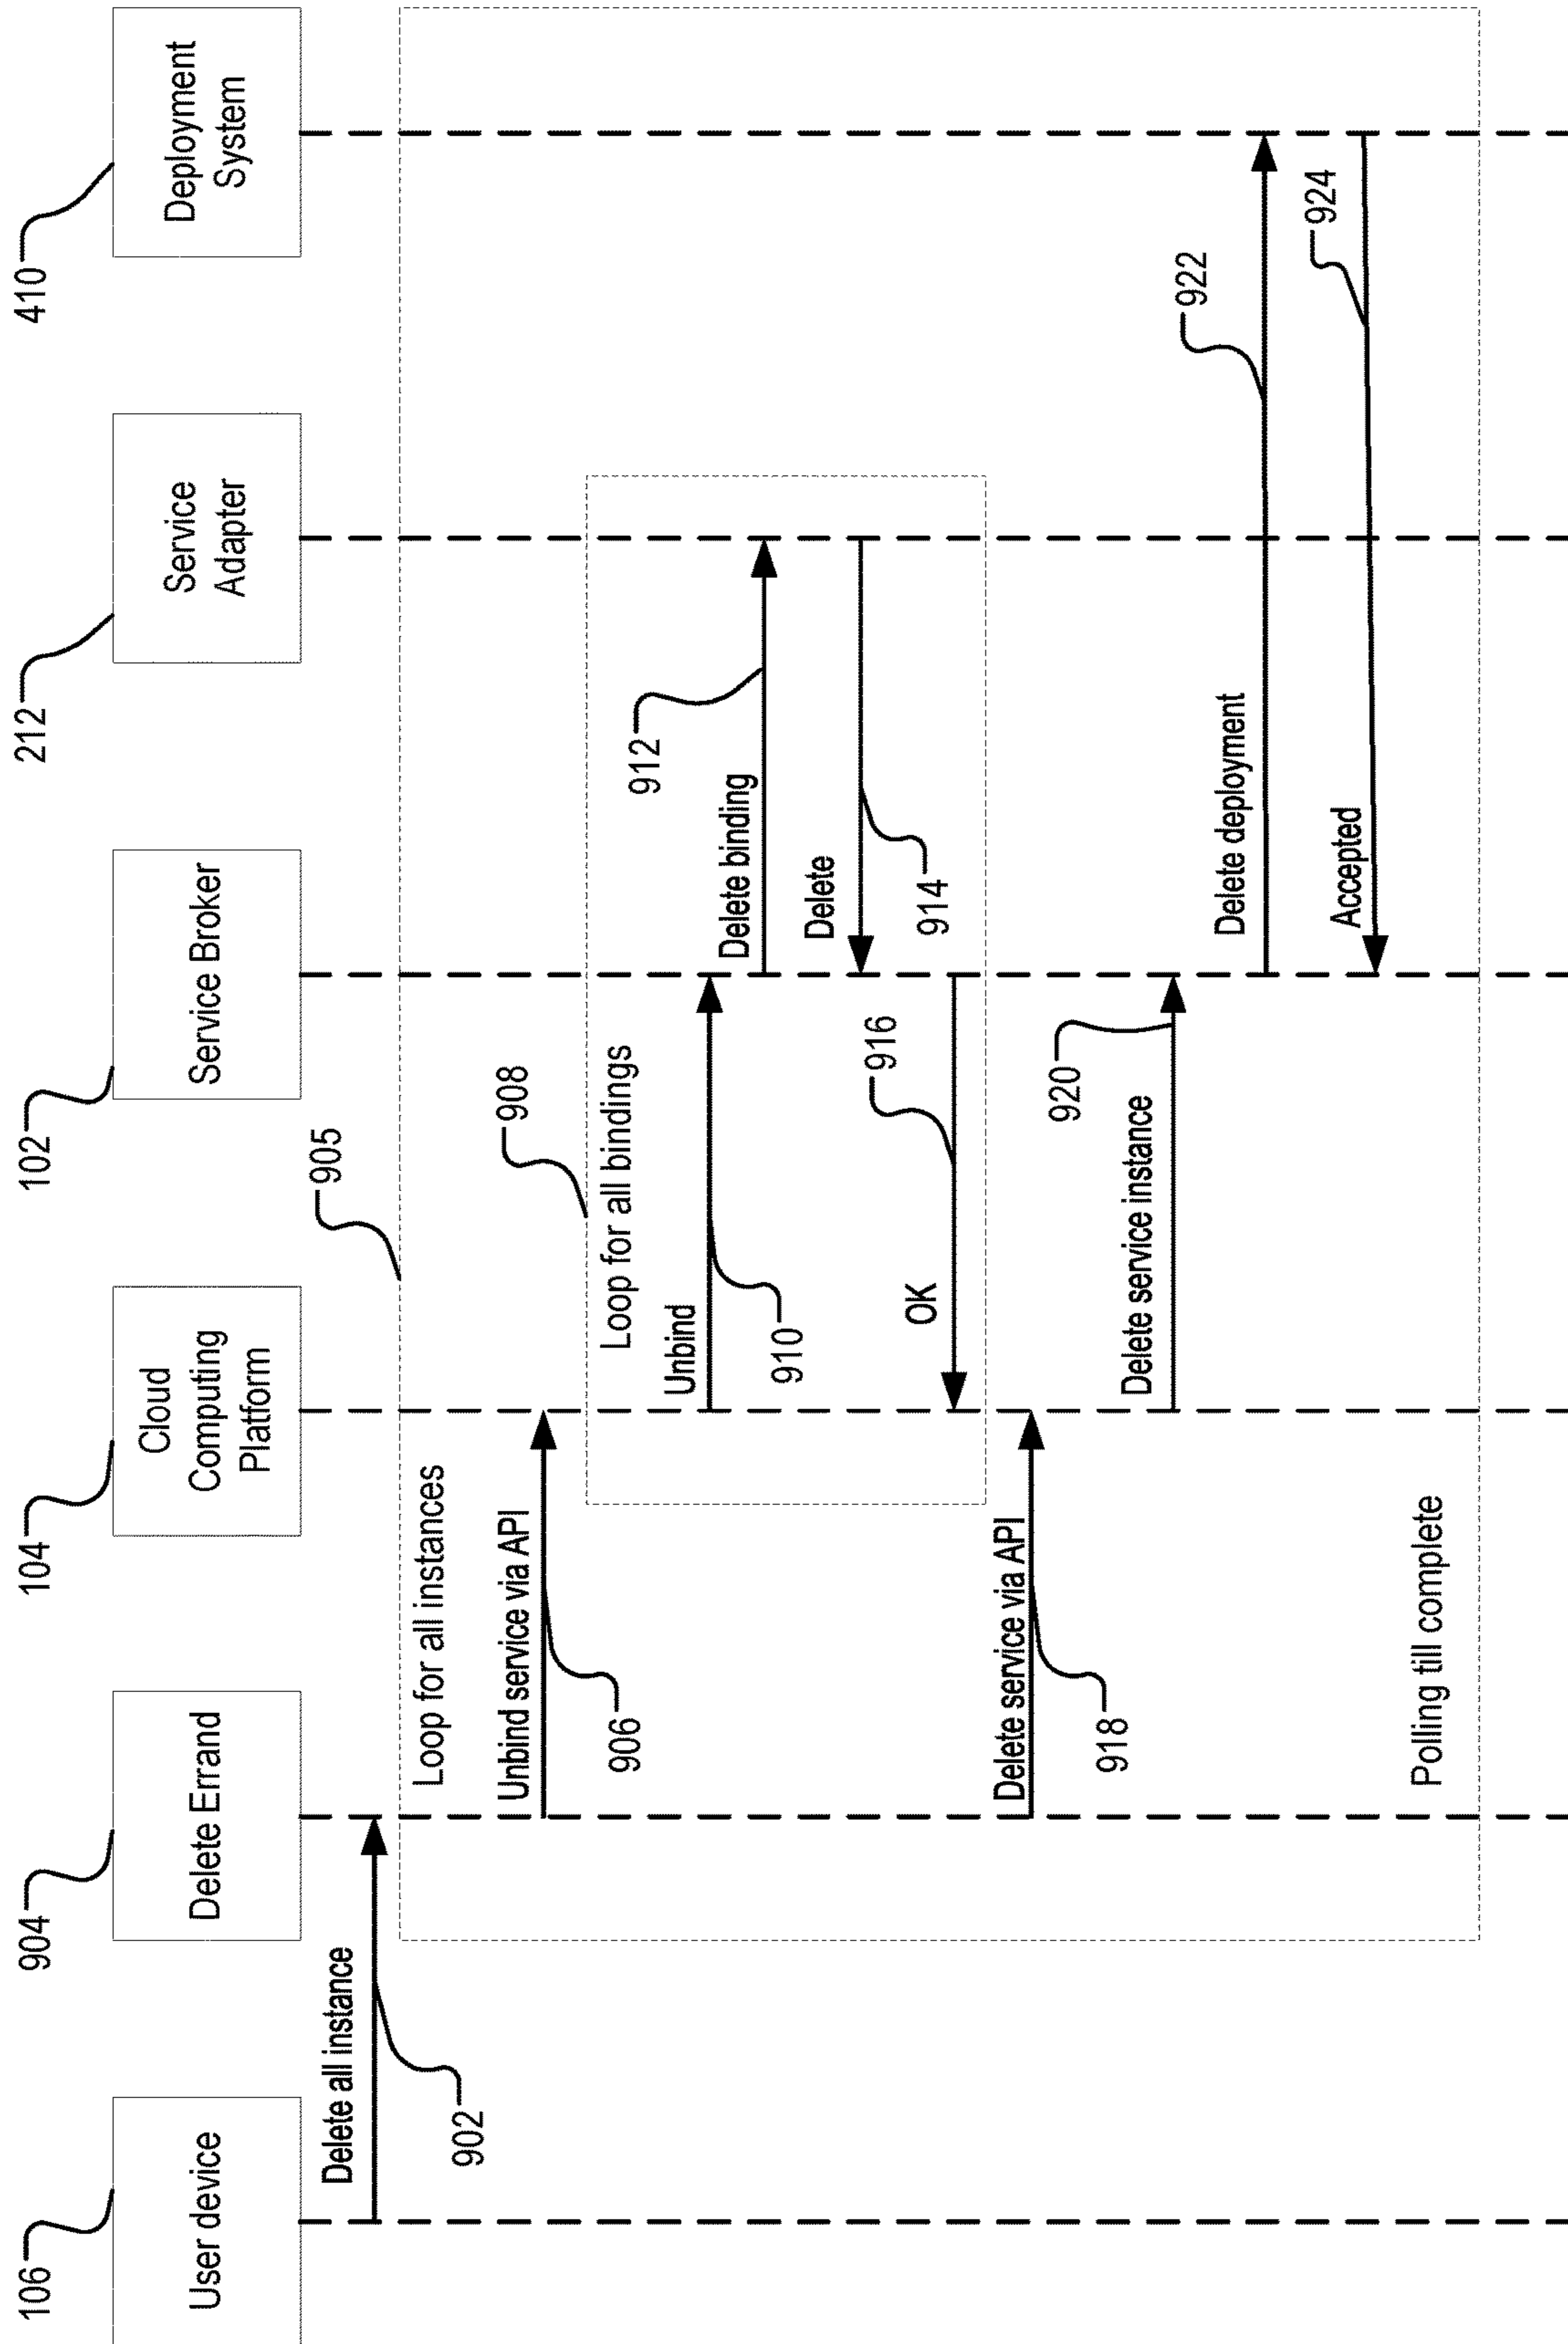 106
904
104
102
212
410
User device
Delete Errand
Cloud
Computing
Platform
Service Broker
Service
Adapter
Deployment
System
Delete all instance
902
905
Loop for all instances
Unbind service via API
906
908
Loop for all bindings
Unbind
910
Delete binding
912
Delete
914
OK
916
Delete service via API
918
Delete service instance
920
Delete deployment
922
Accepted
924
Polling till complete